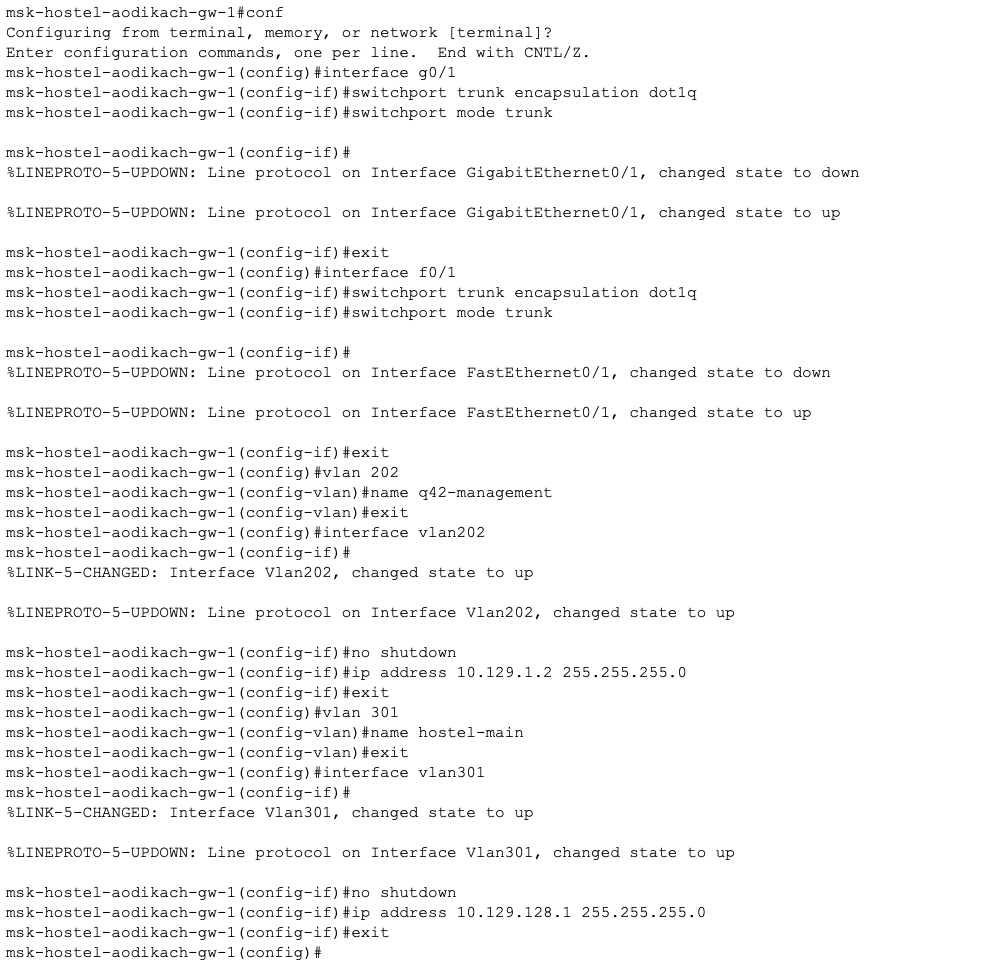 msk-hostel-aodikach-gw-1#conf
Configuring from terminal, memory, or network [terminal]?
Enter configuration commands, one per line.  End with CNTL/Z.
msk-hostel-aodikach-gw-1(config)#interface g0/1
msk-hostel-aodikach-gw-1(config-if)#switchport trunk encapsulation dot1q
msk-hostel-aodikach-gw-1(config-if)#switchport mode trunk
msk-hostel-aodikach-gw-1(config-if)#
%LINEPROTO-5-UPDOWN: Line protocol on Interface GigabitEthernet0/1, changed state to down
%LINEPROTO-5-UPDOWN: Line protocol on Interface GigabitEthernet0/1, changed state to up
msk-hostel-aodikach-gw-1(config-if)#exit
msk-hostel-aodikach-gw-1(config)#interface f0/1
msk-hostel-aodikach-gw-1(config-if)#switchport trunk encapsulation dot1q
msk-hostel-aodikach-gw-1(config-if)#switchport mode trunk
msk-hostel-aodikach-gw-1(config-if)#
%LINEPROTO-5-UPDOWN: Line protocol on Interface FastEthernet0/1, changed state to down
%LINEPROTO-5-UPDOWN: Line protocol on Interface FastEthernet0/1, changed state to up
msk-hostel-aodikach-gw-1(config-if)#exit
msk-hostel-aodikach-gw-1(config)#vlan 202
msk-hostel-aodikach-gw-1(config-vlan)#name q42-management
msk-hostel-aodikach-gw-1(config-vlan)#exit
msk-hostel-aodikach-gw-1(config)#interface vlan202
msk-hostel-aodikach-gw-1(config-if)#
%LINK-5-CHANGED: Interface Vlan202, changed state to up
%LINEPROTO-5-UPDOWN: Line protocol on Interface Vlan202, changed state to up
msk-hostel-aodikach-gw-1(config-if)#no shutdown
msk-hostel-aodikach-gw-1(config-if)#ip address 10.129.1.2 255.255.255.0
msk-hostel-aodikach-gw-1(config-if)#exit
msk-hostel-aodikach-gw-1(config)#vlan 301
msk-hostel-aodikach-gw-1(config-vlan)#name hostel-main
msk-hostel-aodikach-gw-1(config-vlan)#exit
msk-hostel-aodikach-gw-1(config)#interface vlan301
msk-hostel-aodikach-gw-1(config-if)#
%LINK-5-CHANGED: Interface Vlan301, changed state to up
%LINEPROTO-5-UPDOWN: Line protocol on Interface Vlan301, changed state to up
msk-hostel-aodikach-gw-1(config-if)#no shutdown
msk-hostel-aodikach-gw-1(config-if)#ip address 10.129.128.1 255.255.255.0
msk-hostel-aodikach-gw-1(config-if)#exit
msk-hostel-aodikach-gw-1(config)#